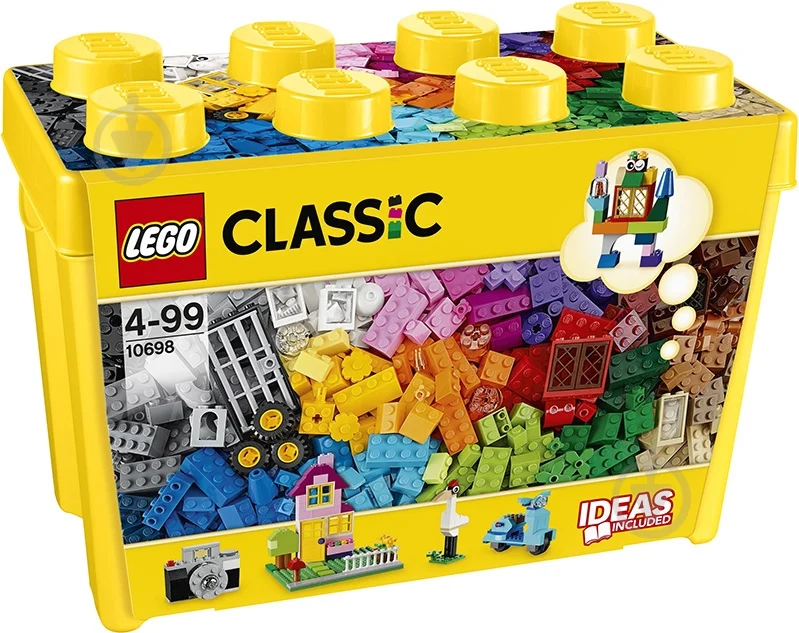 LEGO
CLASSIC
4-99
10698
IDEAS
INCLUDED